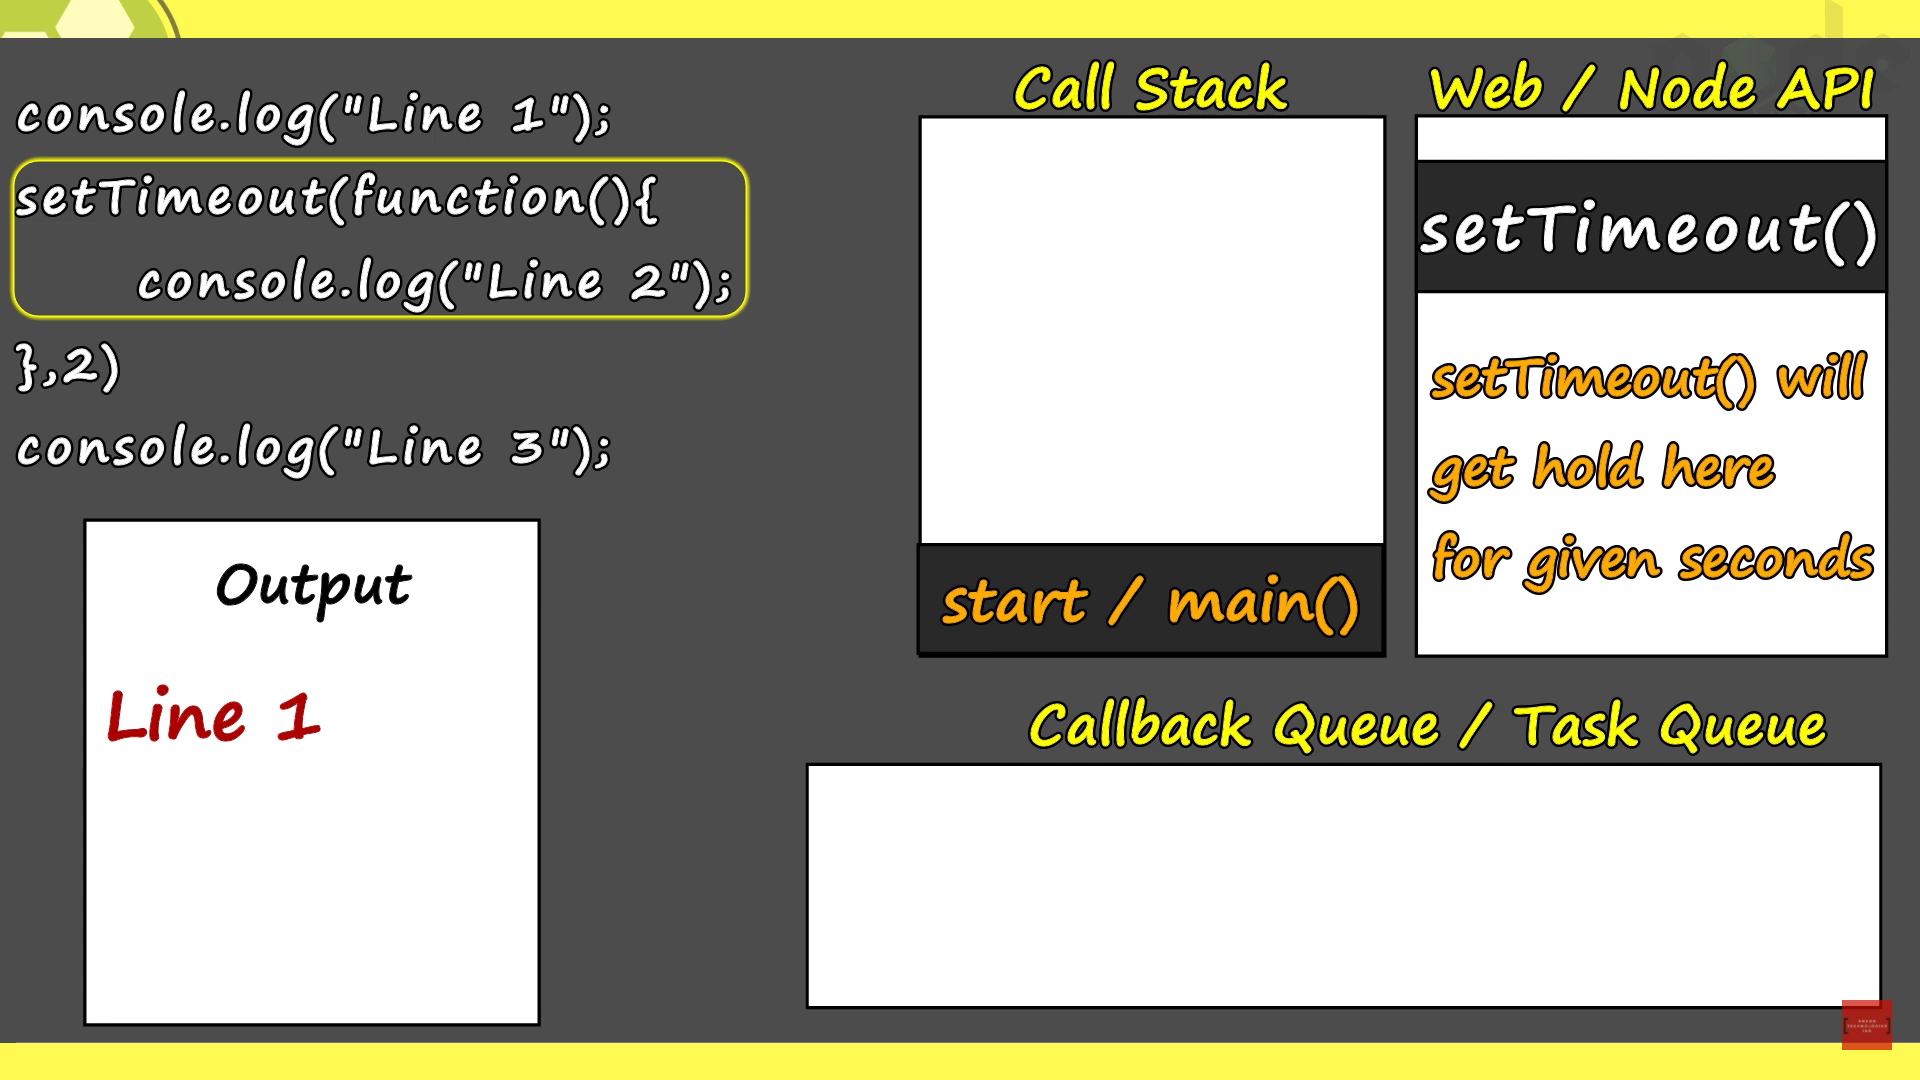 console.log("Line 1");
setTimeout(function(){
console.log("Line 2");
},2)
console.log("Line 3");
Output
Line 1
Call Stack
start / main()
Web / Node API
setTimeout()
setTimeout() will
get hold here
for given seconds
Callback Queue / Task Queue